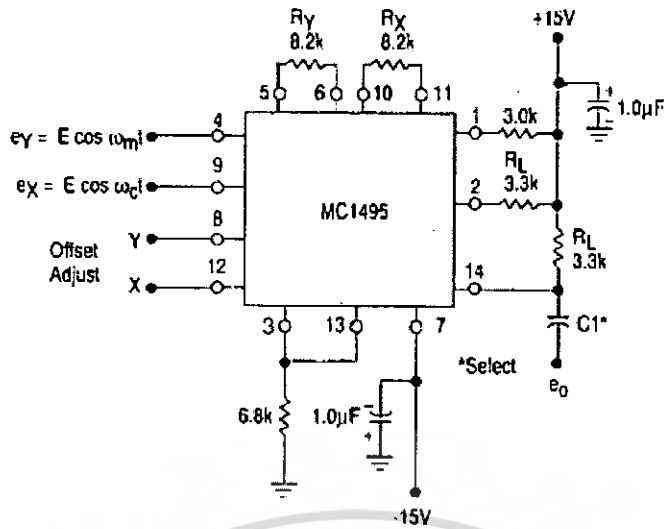 RY
8.2k
RX
8.2k
+15V
5
6
10
11
4
eY = E cos ωmt
1
3.0k
+
1.0µF
–
9
eX = E cos ωct
RL
2
3.3k
MC1495
8
Offset
Adjust
Y
RL
3.3k
12
X
14
3
13
7
C1*
*Select
eo
6.8k
1.0µF
–
+
-15V